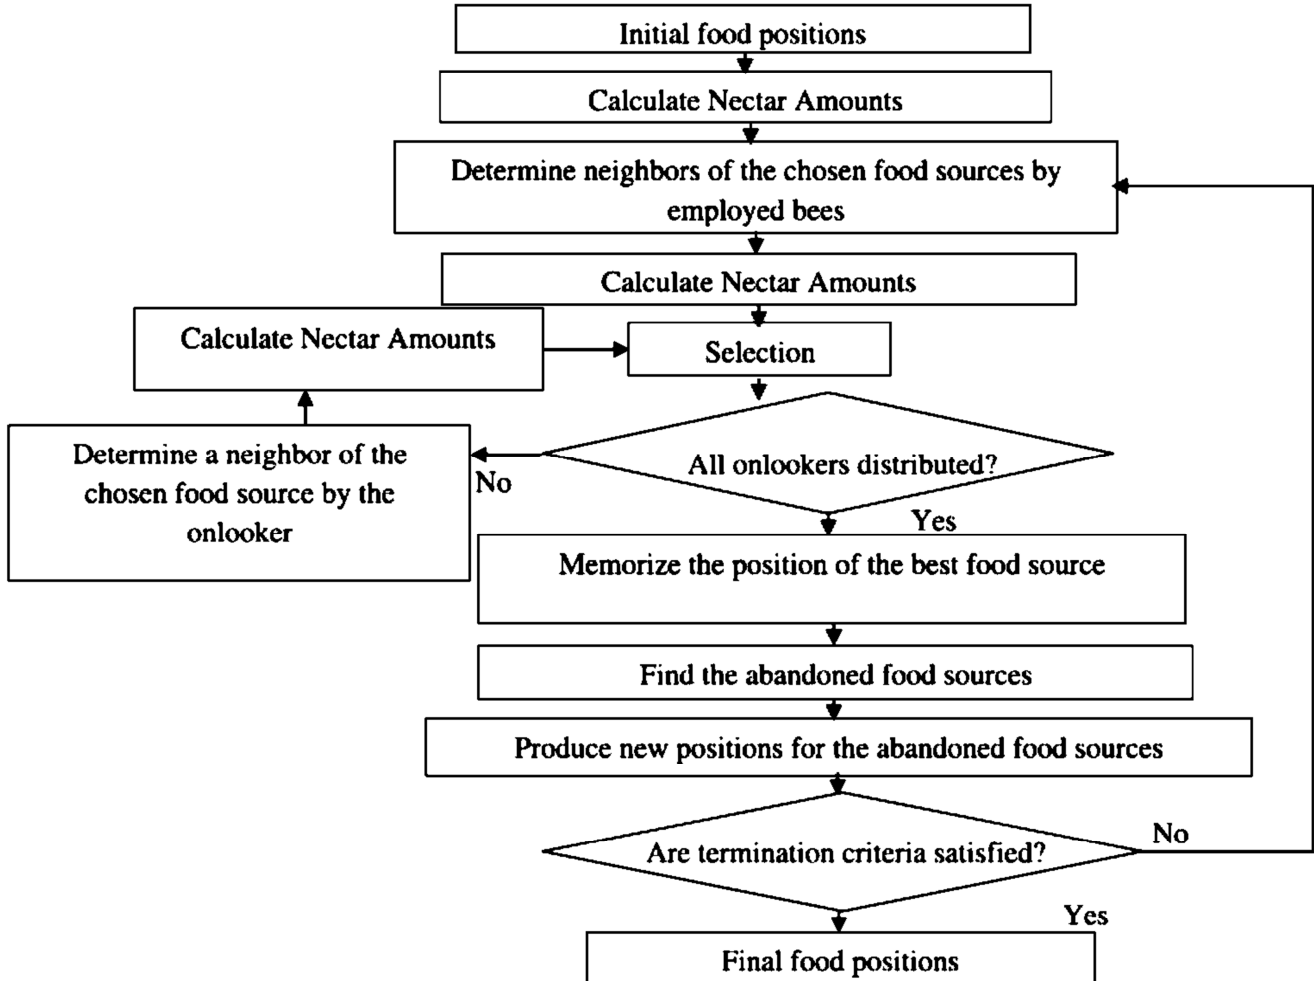 Initial food positions
Calculate Nectar Amounts
Determine neighbors of the chosen food sources by
employed bees
Calculate Nectar Amounts
Calculate Nectar Amounts
Selection
All onlookers distributed?
No
Determine a neighbor of the
chosen food source by the
onlooker
Yes
Memorize the position of the best food source
Find the abandoned food sources
Produce new positions for the abandoned food sources
Are termination criteria satisfied?
No
Yes
Final food positions